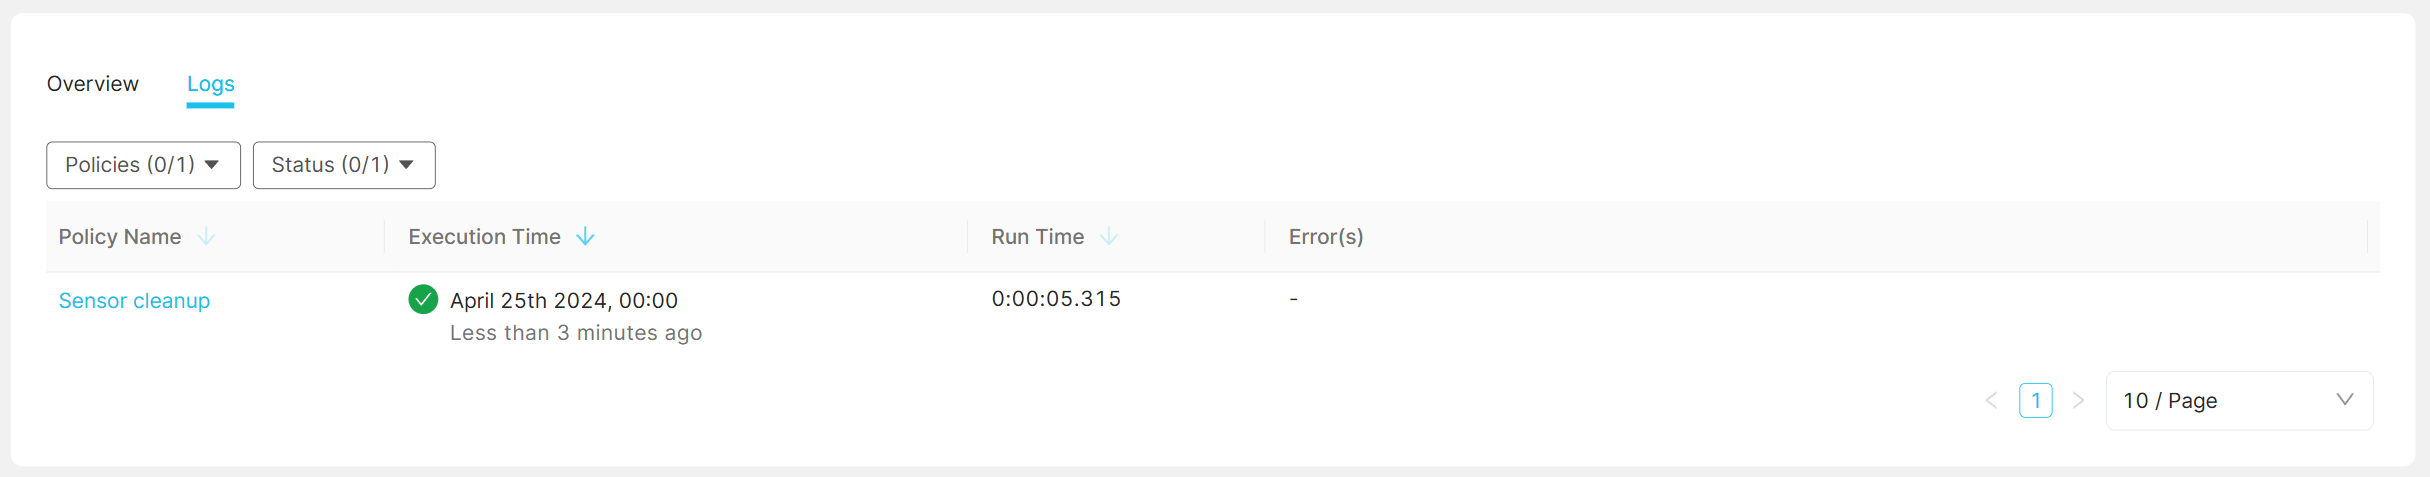 Overview Logs
Policies (0/1) Status (0/1)
Policy Name Execution Time Run Time Error(s)
Sensor cleanup April 25th 2024, 00:00 0:00:05.315 -
Less than 3 minutes ago
1 10 / Page